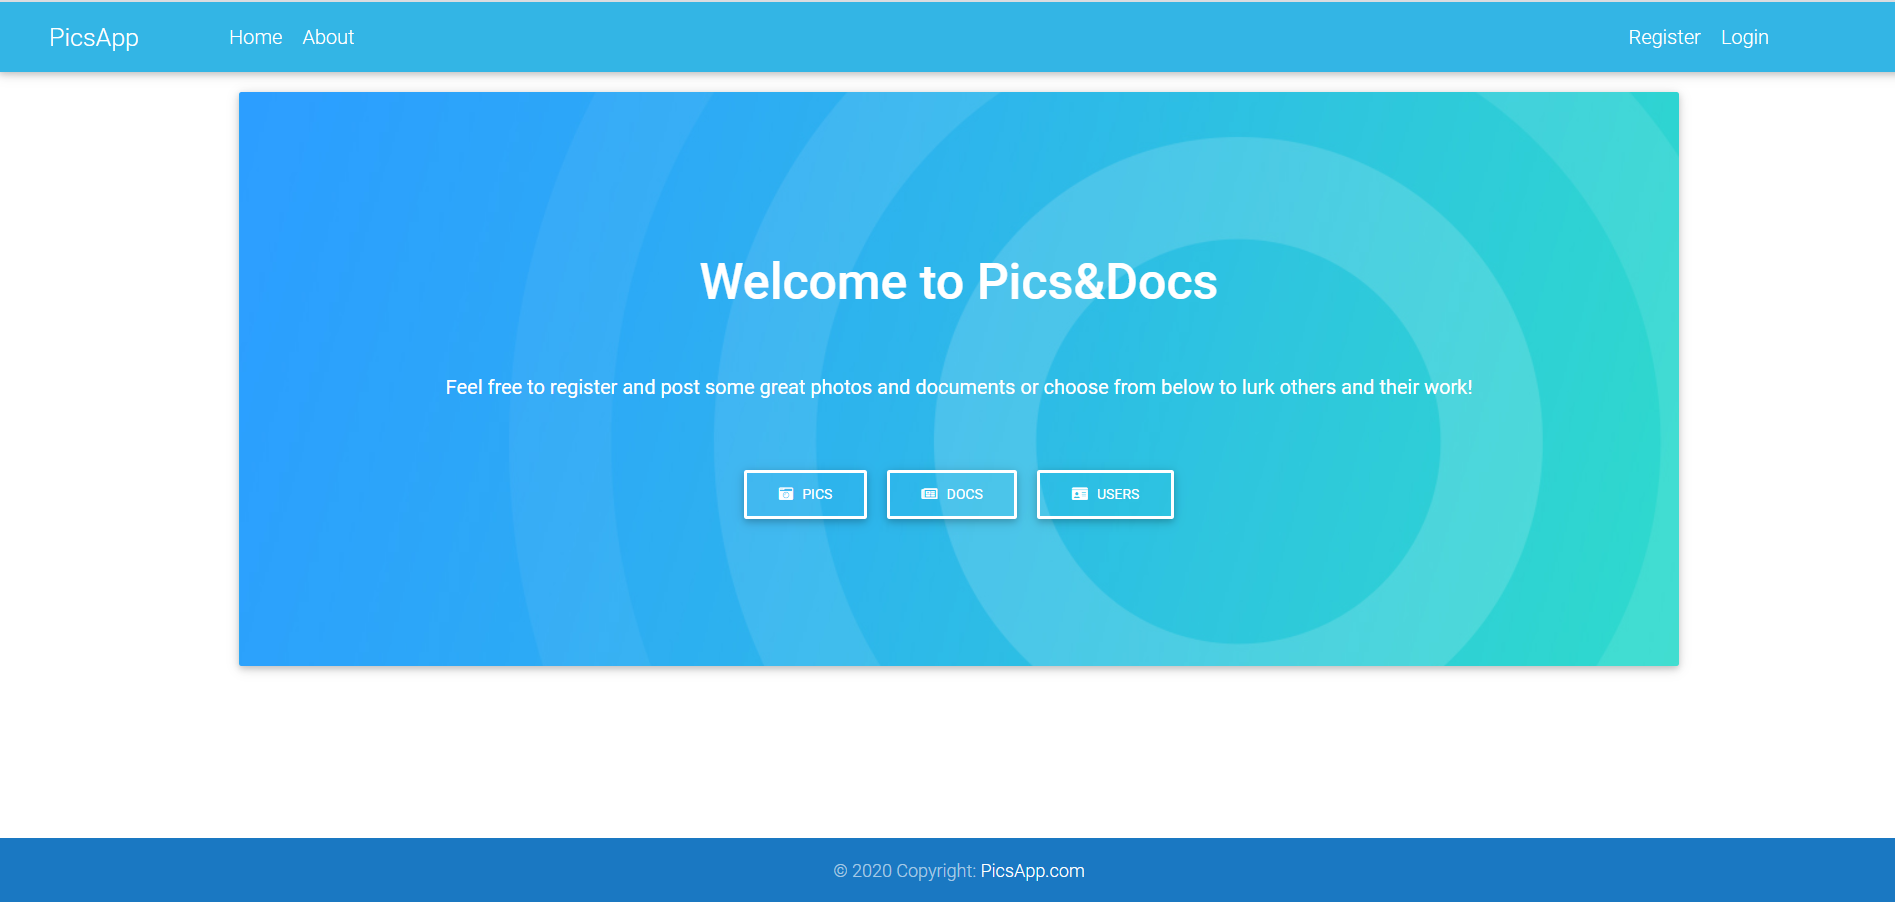 PicsApp Home About Register Login
Welcome to Pics&Docs
Feel free to register and post some great photos and documents or choose from below to lurk others and their work!
PICS DOCS USERS
© 2020 Copyright: PicsApp.com